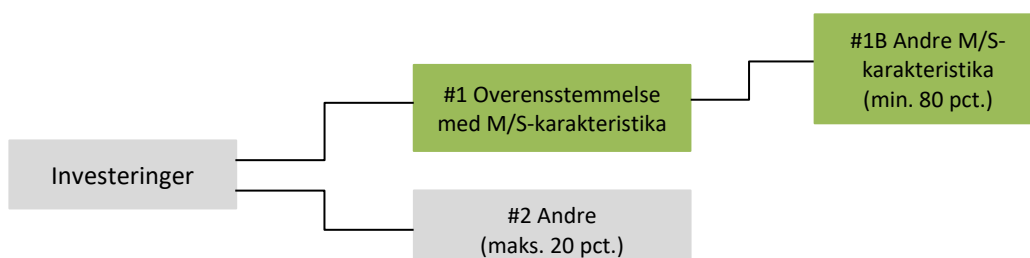 #1B Andre M/S-
karakteristika
(min. 80 pct.)
#1 Overensstemmelse
med M/S-karakteristika
Investeringer
#2 Andre
(maks. 20 pct.)